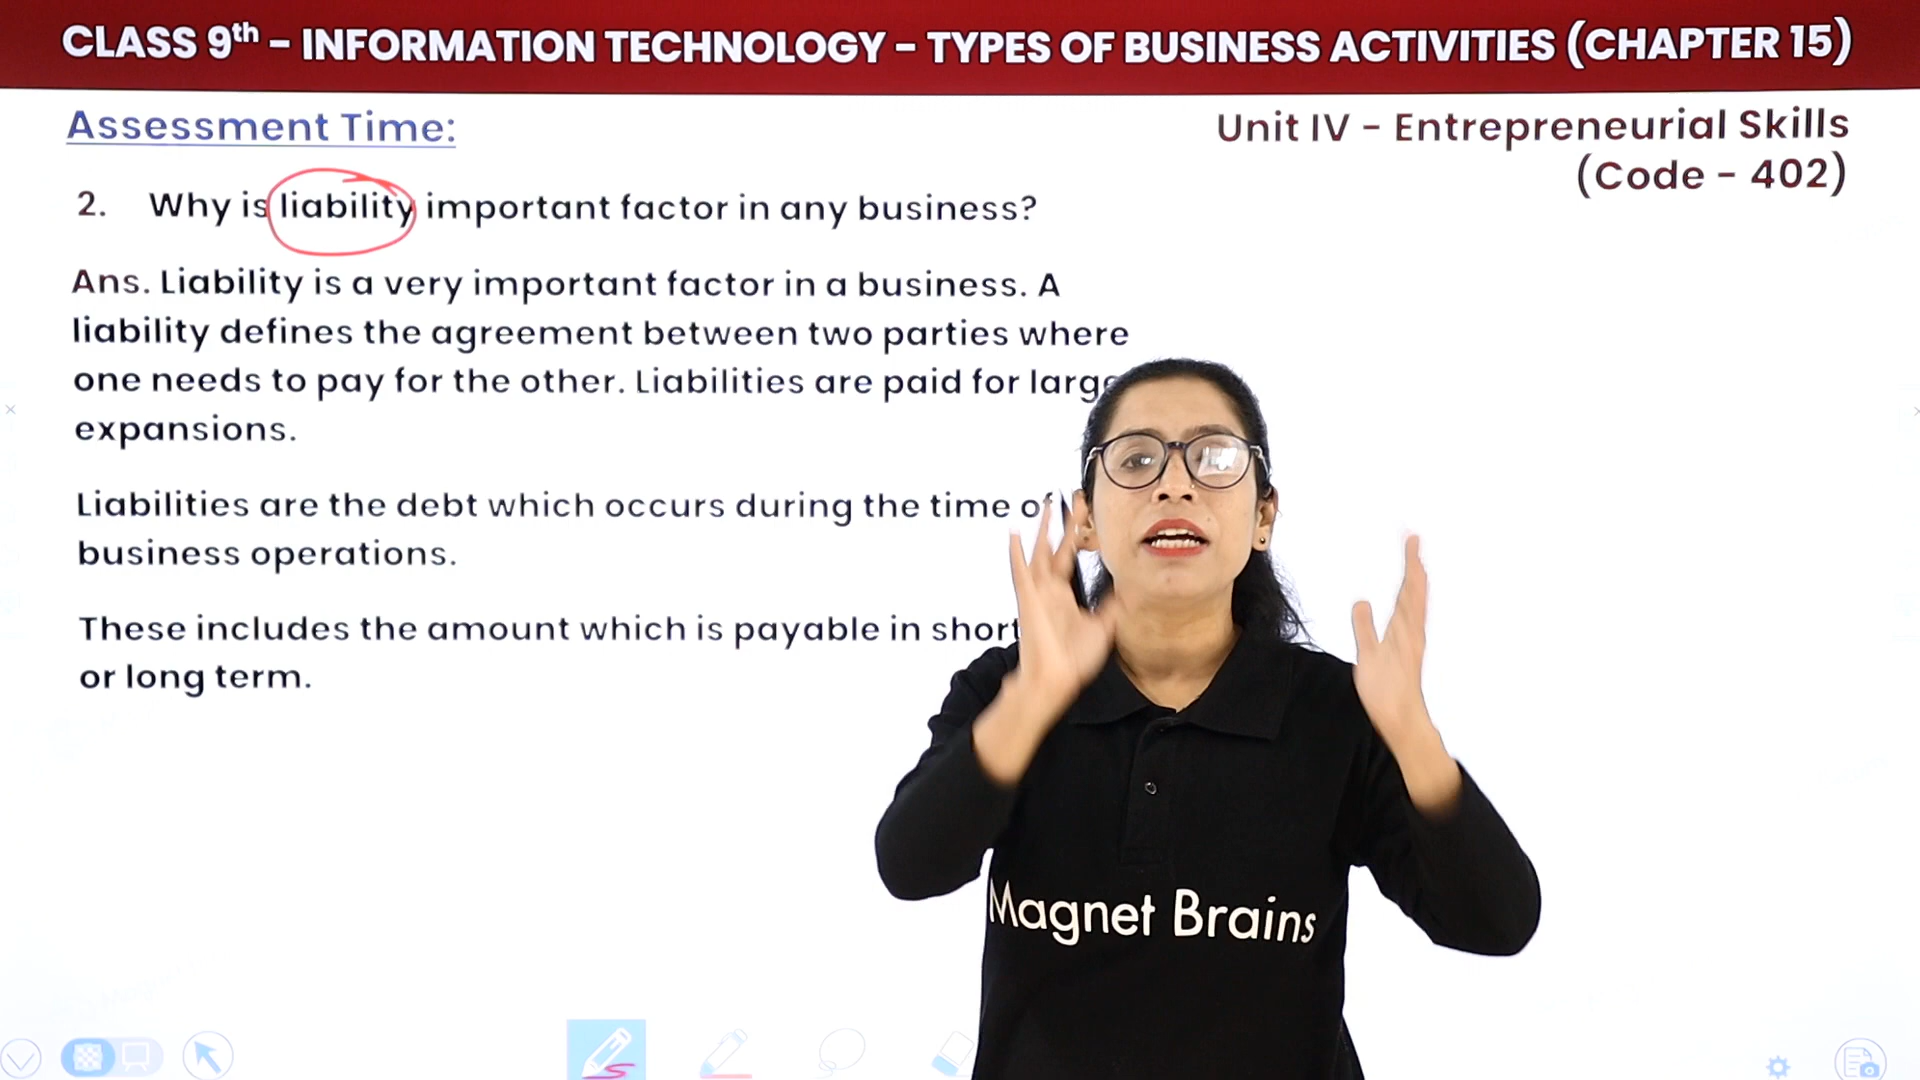 CLASS 9th – INFORMATION TECHNOLOGY – TYPES OF BUSINESS ACTIVITIES (CHAPTER 15)
Assessment Time:
Unit IV – Entrepreneurial Skills
(Code – 402)
2. Why is liability important factor in any business?
Ans. Liability is a very important factor in a business. A
liability defines the agreement between two parties where
one needs to pay for the other. Liabilities are paid for large
expansions.
Liabilities are the debt which occurs during the time of
business operations.
These includes the amount which is payable in short
or long term.
Magnet Brains